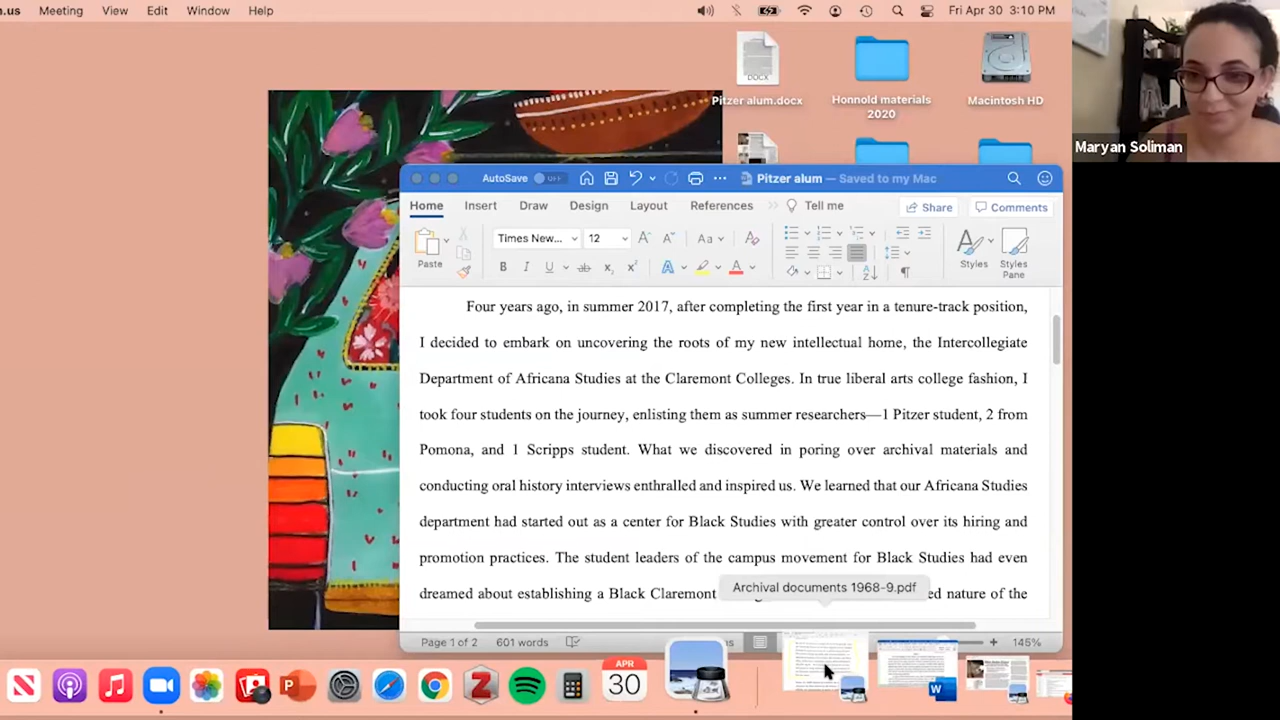 m.us Meeting View Edit Window Help Fri Apr 30 3:10 PM
Pitzer alum.docx
Honnold materials
2020
Macintosh HD
DOCX
Maryan Soliman
AutoSave OFF Pitzer alum — Saved to my Mac
Home Insert Draw Design Layout References Tell me Share Comments
Paste Times New... 12 Aa Styles Styles
Pane
Four years ago, in summer 2017, after completing the first year in a tenure-track position,
I decided to embark on uncovering the roots of my new intellectual home, the Intercollegiate
Department of Africana Studies at the Claremont Colleges. In true liberal arts college fashion, I
took four students on the journey, enlisting them as summer researchers—1 Pitzer student, 2 from
Pomona, and 1 Scripps student. What we discovered in poring over archival materials and
conducting oral history interviews enthralled and inspired us. We learned that our Africana Studies
department had started out as a center for Black Studies with greater control over its hiring and
promotion practices. The student leaders of the campus movement for Black Studies had even
Archival documents 1968-9.pdf
dreamed about establishing a Black Claremont ed nature of the
Page 1 of 2 601 words 145%
APR
30